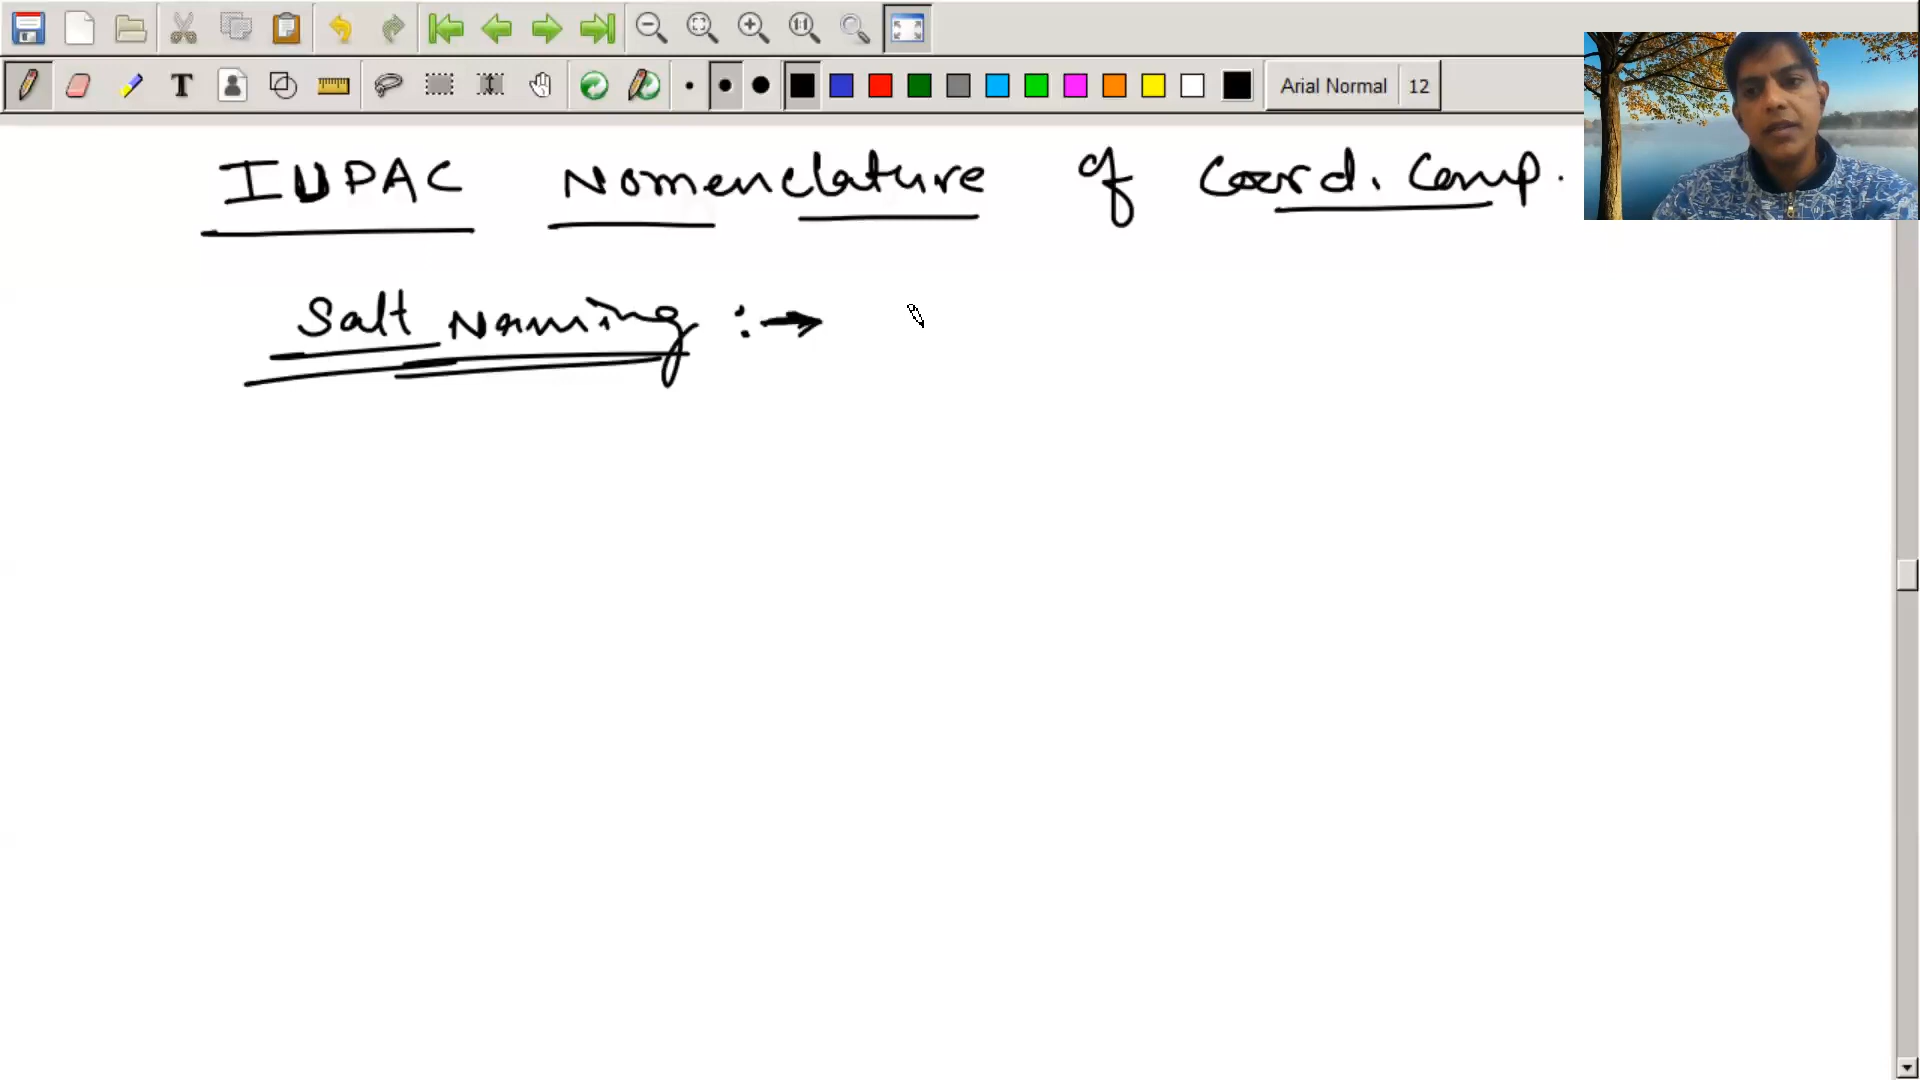 Arial Normal 12
IUPAC Nomenclature of Coord. Comp.
Salt Naming :→